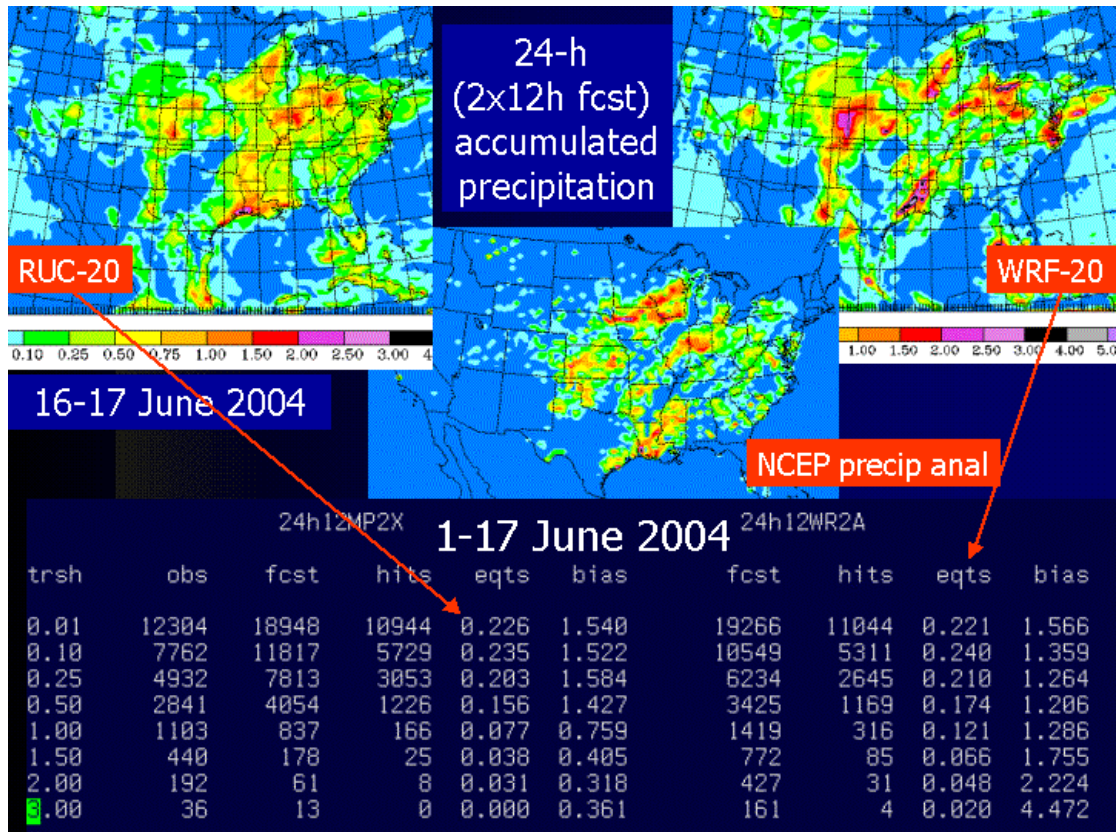 24-h
(2x12h fcst)
accumulated
precipitation
RUC-20
WRF-20
0.10 0.25 0.50 0.75 1.00 1.50 2.00 2.50 3.00 4
1.00 1.50 2.00 2.50 3.00 4.00 5.0
16-17 June 2004
NCEP precip anal
24h12MP2X 1-17 June 2004 24h12WR2A
trsh obs fcst hits eqts bias fcst hits eqts bias
0.01 12304 18948 10944 0.226 1.540 19266 11044 0.221 1.566
0.10 7762 11817 5729 0.235 1.522 10549 5311 0.240 1.359
0.25 4932 7813 3053 0.203 1.584 6234 2645 0.210 1.264
0.50 2841 4054 1226 0.156 1.427 3425 1169 0.174 1.206
1.00 1103 837 166 0.077 0.759 1419 316 0.121 1.286
1.50 440 178 25 0.038 0.405 772 85 0.066 1.755
2.00 192 61 8 0.031 0.318 427 31 0.048 2.224
3.00 36 13 0 0.000 0.361 161 4 0.020 4.472